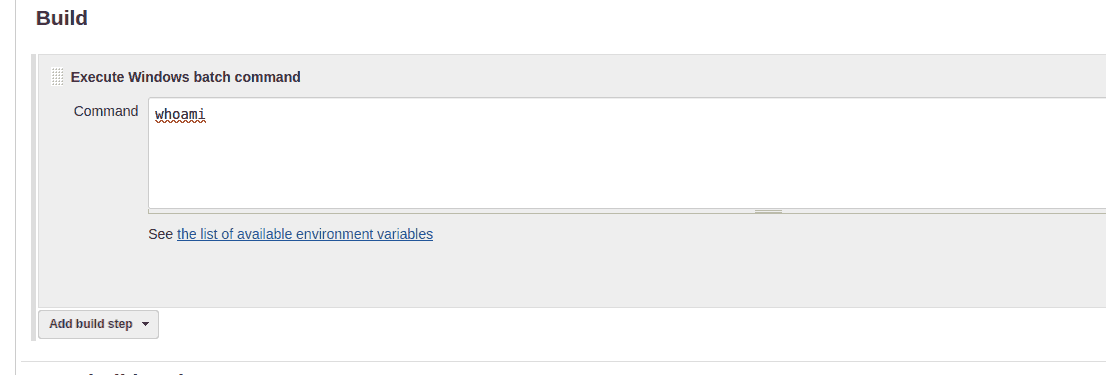 Build
Execute Windows batch command
Command
whoami
See the list of available environment variables
Add build step